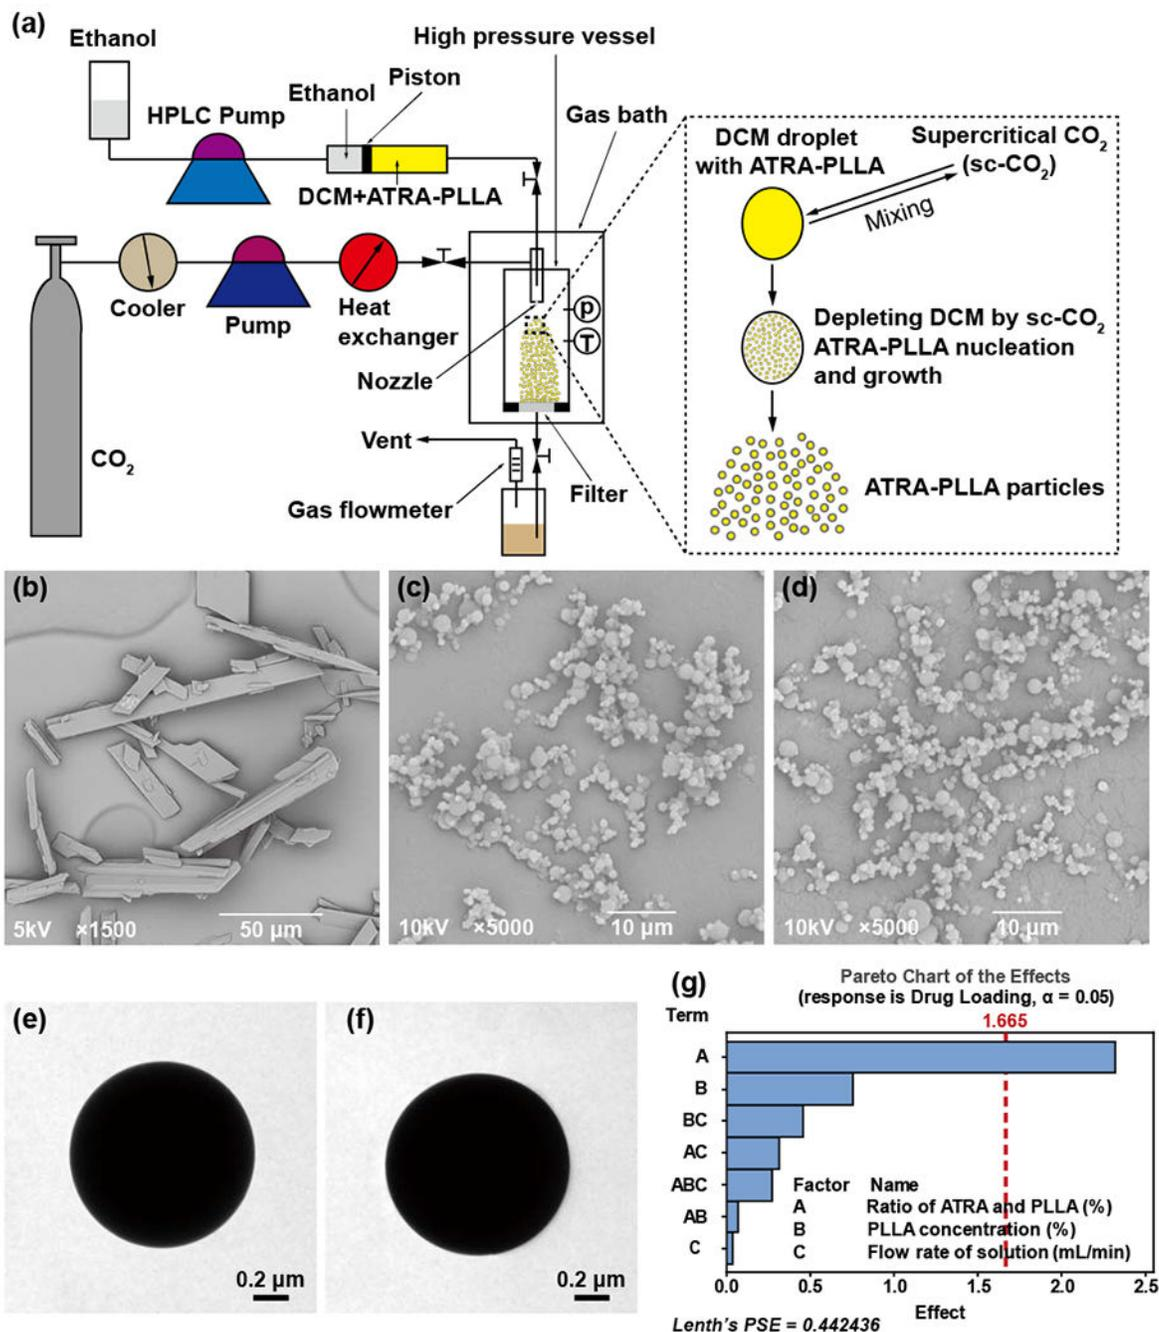 (a)
Ethanol
High pressure vessel
Piston
Ethanol
HPLC Pump
Gas bath
DCM+ATRA-PLLA
Cooler
Pump
Heat
exchanger
P
T
Nozzle
CO2
Vent
Gas flowmeter
Filter
DCM droplet
with ATRA-PLLA
Supercritical CO2
(sc-CO2)
Mixing
Depleting DCM by sc-CO2
ATRA-PLLA nucleation
and growth
ATRA-PLLA particles
(b)
5kV ×1500 50 μm
(c)
10kV ×5000 10 μm
(d)
10kV ×5000 10 μm
(e)
0.2 μm
(f)
0.2 μm
(g)
Pareto Chart of the Effects
(response is Drug Loading, α = 0.05)
Term
1.665
A
B
BC
AC
ABC
AB
C
Factor Name
A Ratio of ATRA and PLLA (%)
B PLLA concentration (%)
C Flow rate of solution (mL/min)
0.0 0.5 1.0 1.5 2.0 2.5
Effect
Lenth's PSE = 0.442436